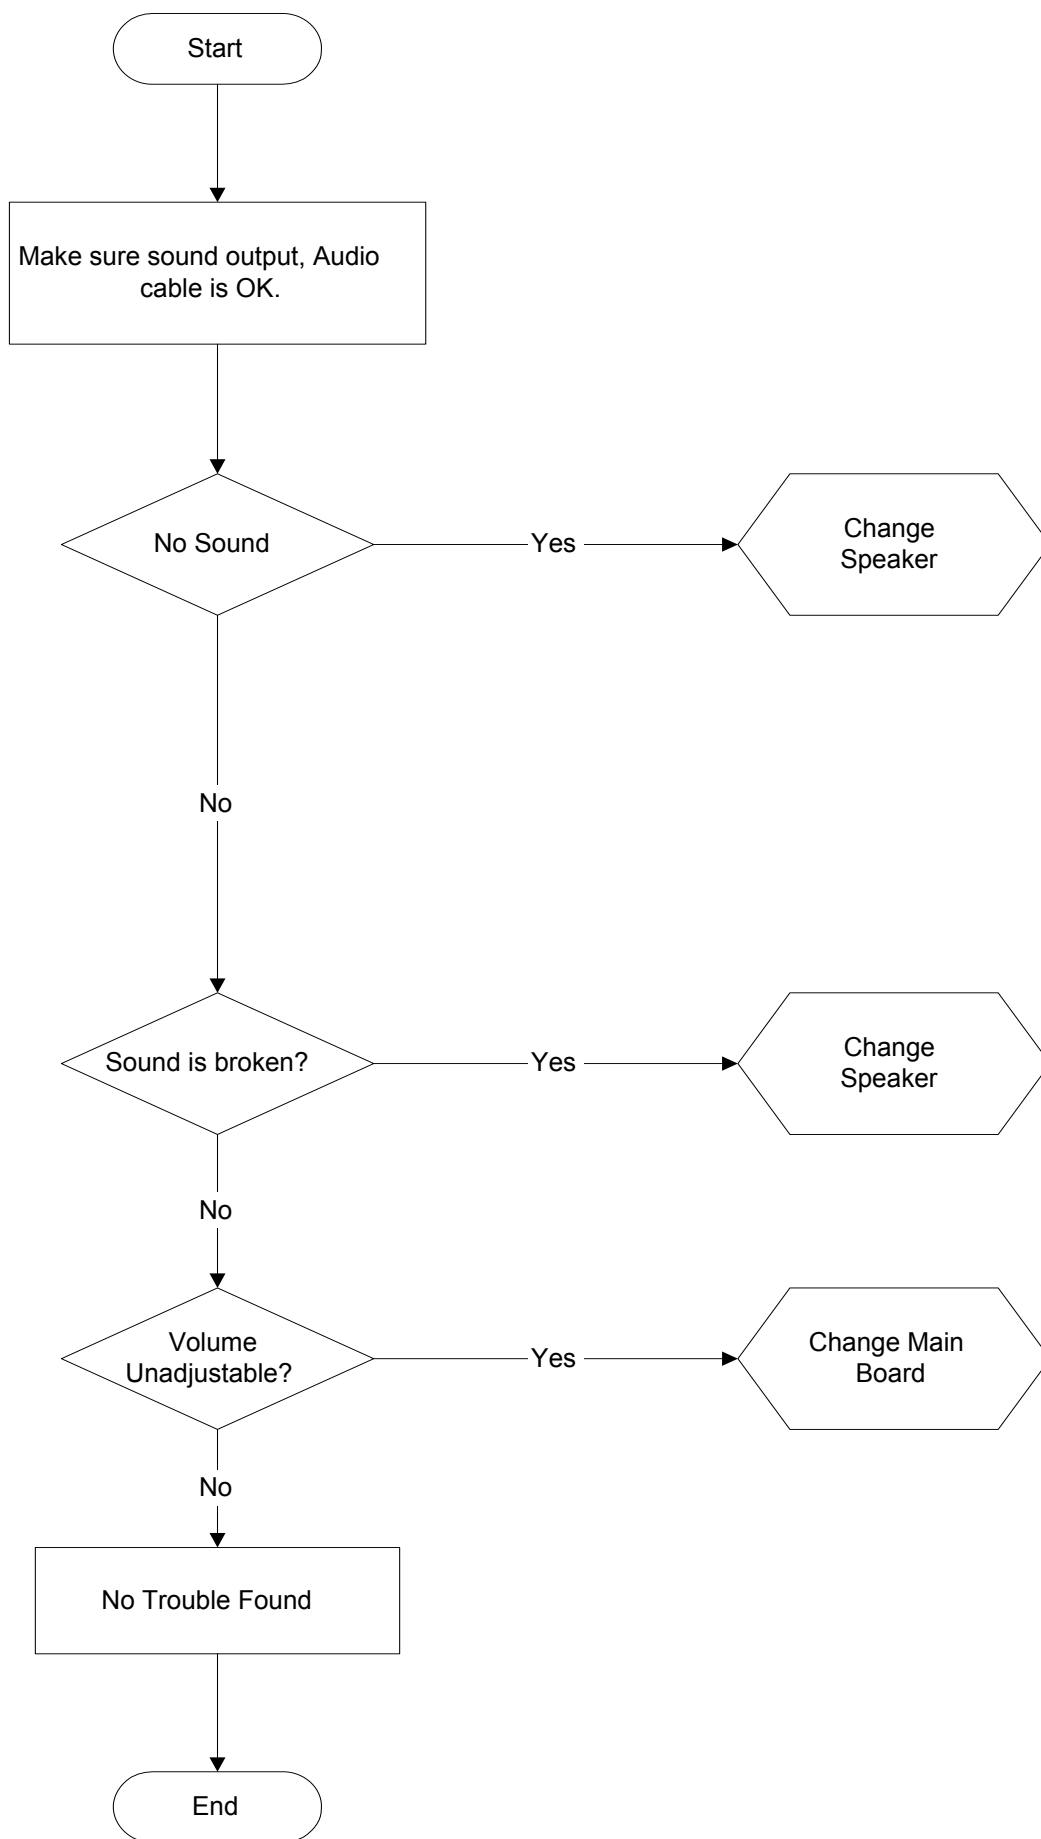 Start
Make sure sound output, Audio
cable is OK.
No Sound
Yes
Change
Speaker
No
Sound is broken?
Yes
Change
Speaker
No
Volume
Unadjustable?
Yes
Change Main
Board
No
No Trouble Found
End